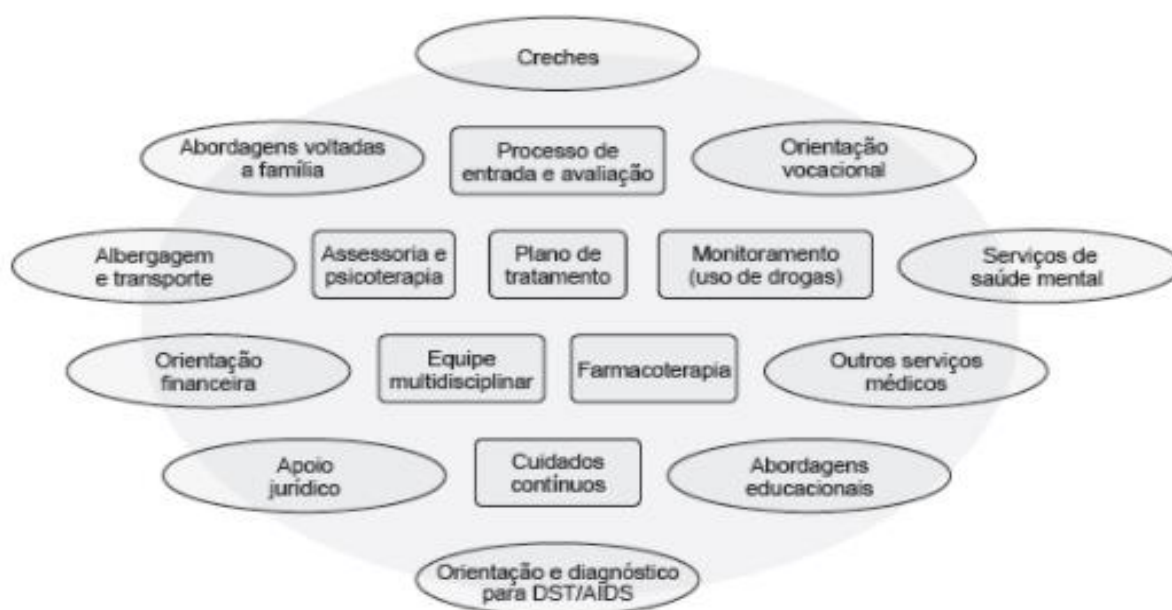 Creches
Abordagens voltadas
a família
Processo de
entrada e avaliação
Orientação
vocacional
Albergagem
e transporte
Assessoria e
psicoterapia
Plano de
tratamento
Monitoramento
(uso de drogas)
Serviços de
saúde mental
Orientação
financeira
Equipe
multidisciplinar
Farmacoterapia
Outros serviços
médicos
Apoio
jurídico
Cuidados
contínuos
Abordagens
educacionais
Orientação e diagnóstico
para DST/AIDS